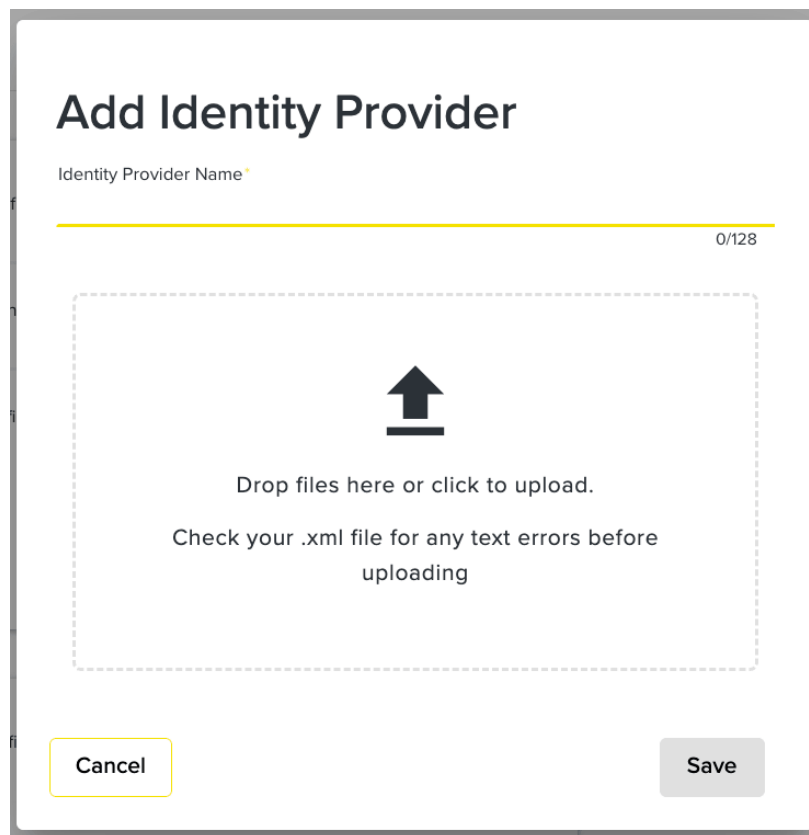 Add Identity Provider
Identity Provider Name*
0/128
Drop files here or click to upload.
Check your .xml file for any text errors before
uploading
Cancel
Save